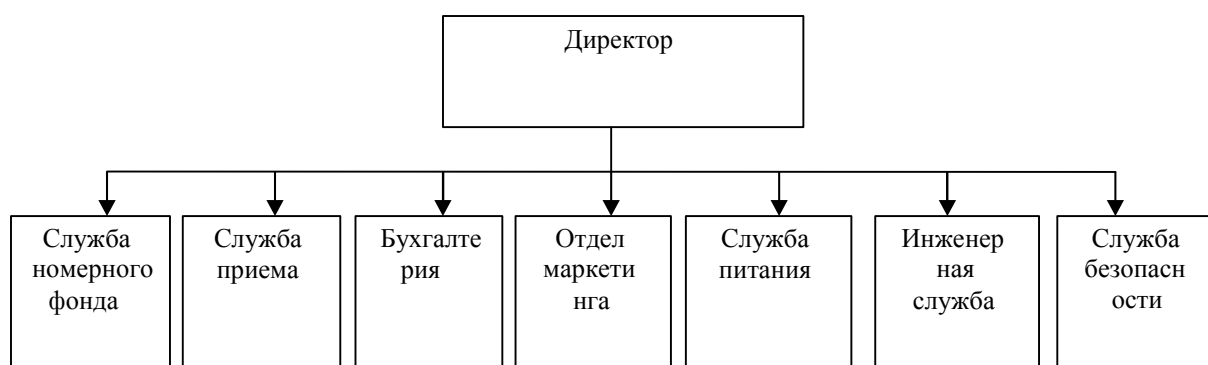 Директор
Служба
номерного
фонда
Служба
приема
Бухгалте
рия
Отдел
маркети
нга
Служба
питания
Инженер
ная
служба
Служба
безопасн
ости